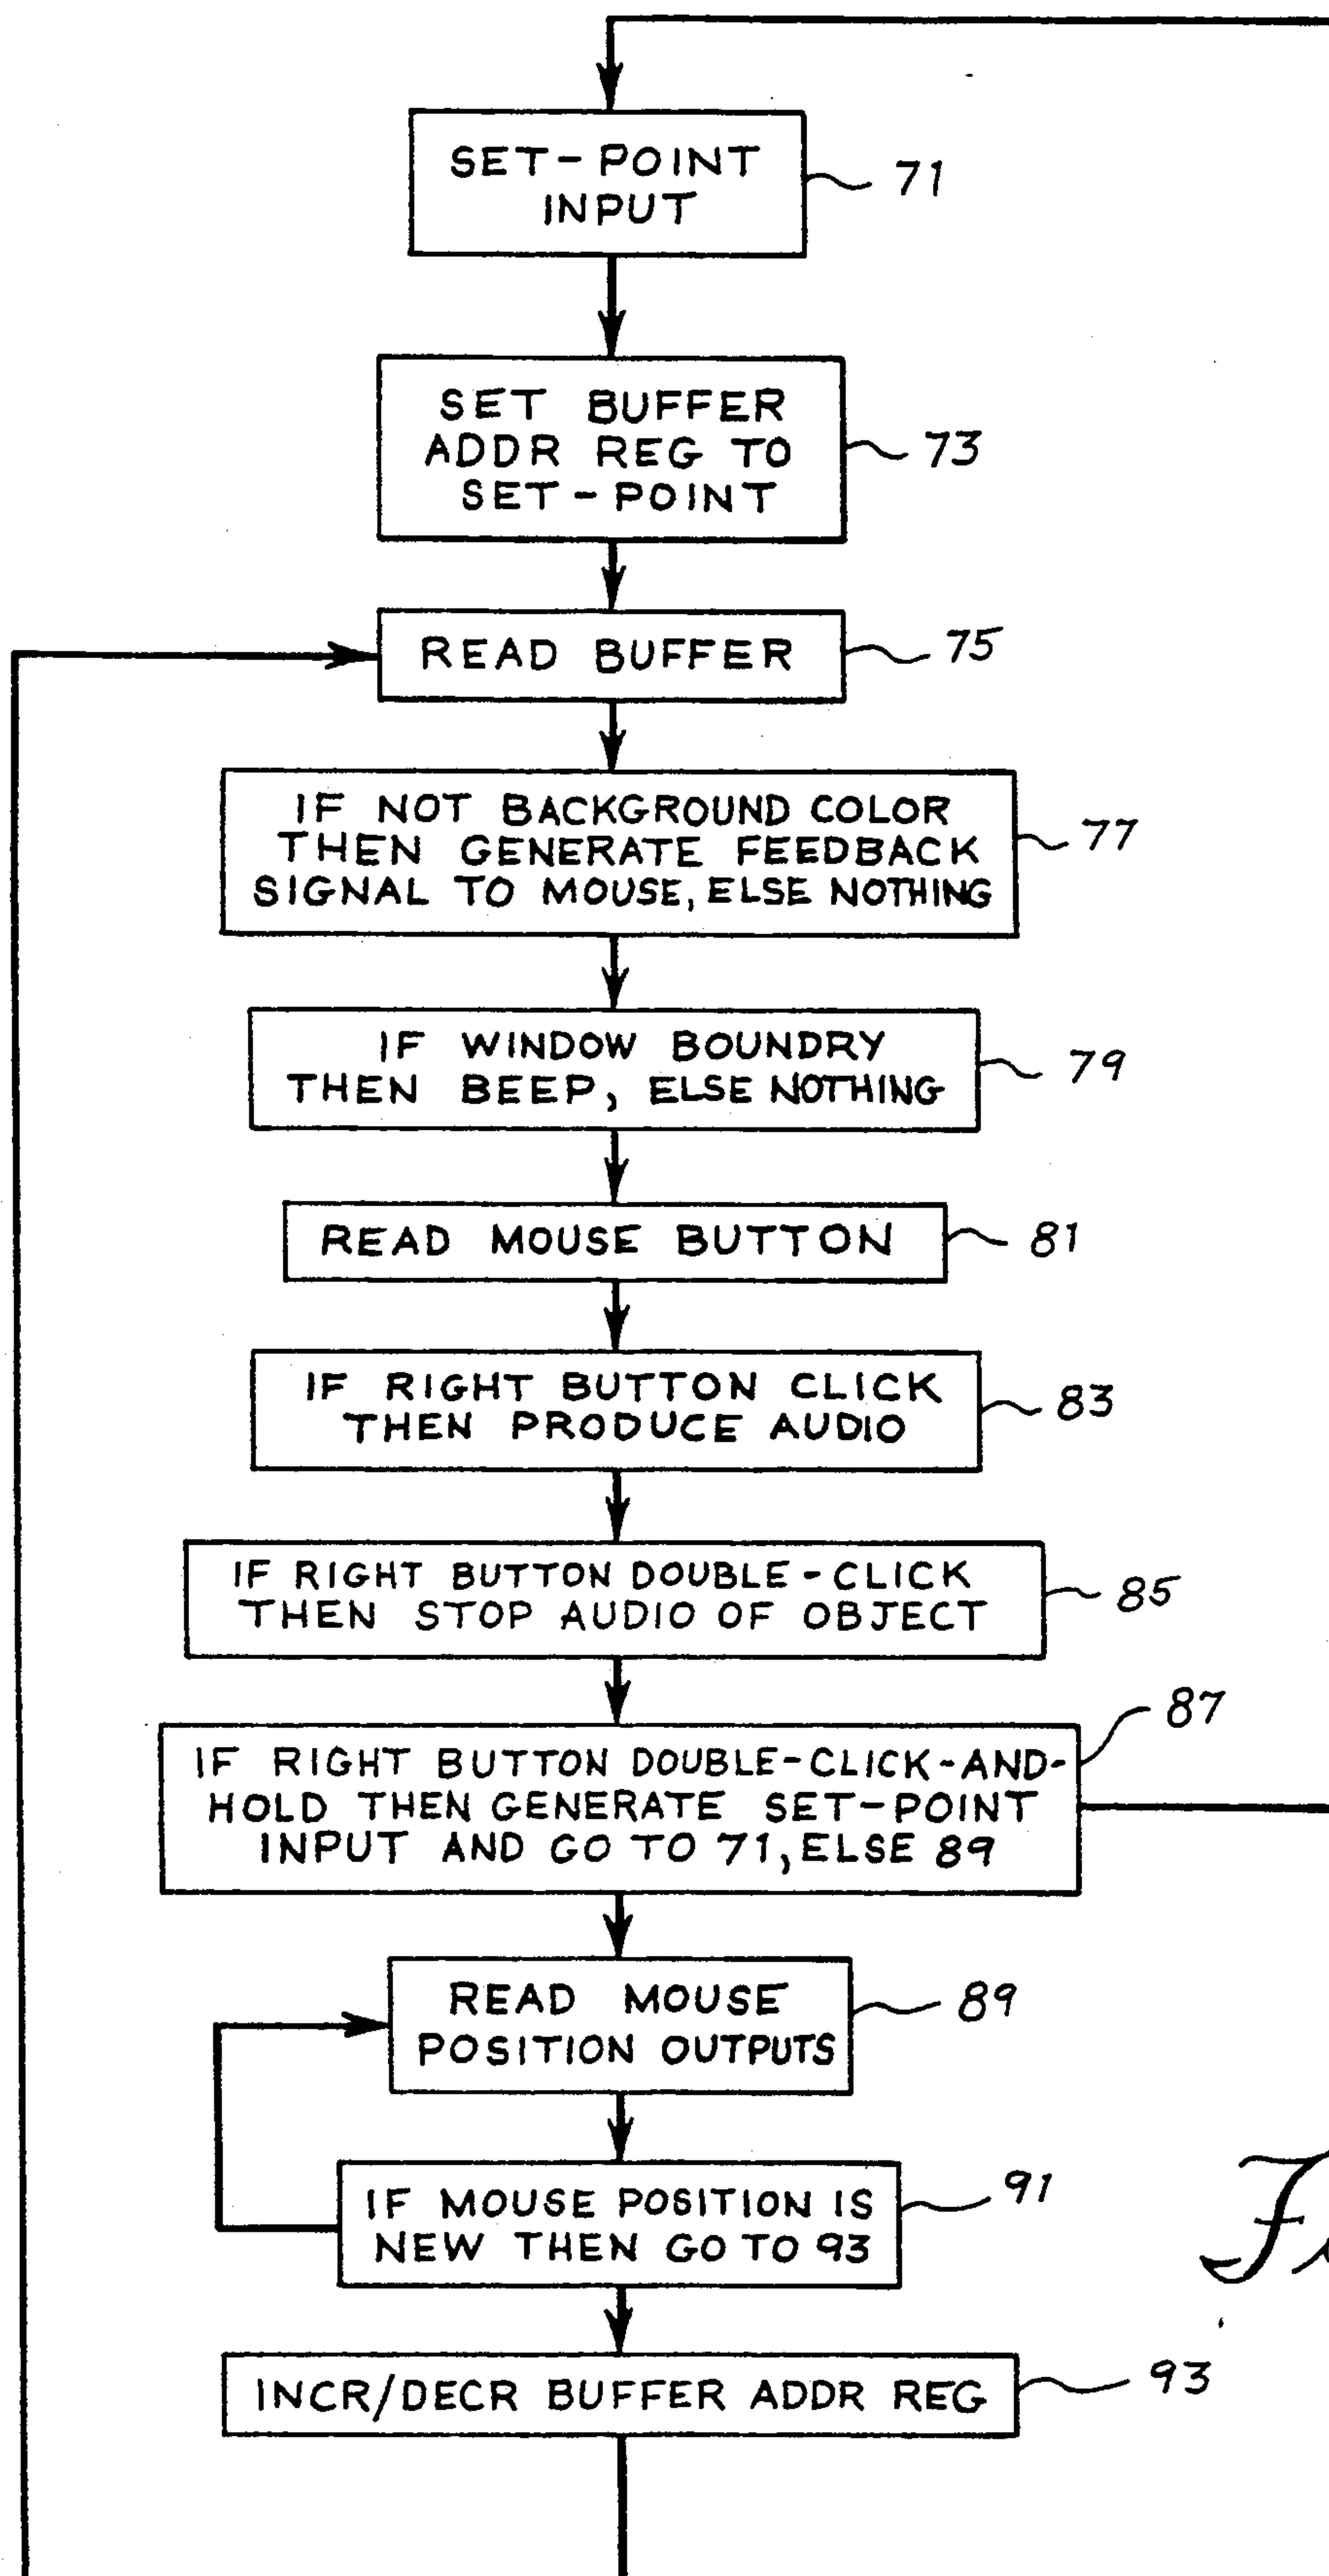 SET-POINT
INPUT
71
SET BUFFER
ADDR REG TO
SET-POINT
73
READ BUFFER
75
IF NOT BACKGROUND COLOR
THEN GENERATE FEEDBACK
SIGNAL TO MOUSE, ELSE NOTHING
77
IF WINDOW BOUNDRY
THEN BEEP, ELSE NOTHING
79
READ MOUSE BUTTON
81
IF RIGHT BUTTON CLICK
THEN PRODUCE AUDIO
83
IF RIGHT BUTTON DOUBLE-CLICK
THEN STOP AUDIO OF OBJECT
85
IF RIGHT BUTTON DOUBLE-CLICK-AND-
HOLD THEN GENERATE SET-POINT
INPUT AND GO TO 71, ELSE 89
87
READ MOUSE
POSITION OUTPUTS
89
IF MOUSE POSITION IS
NEW THEN GO TO 93
91
INCR/DECR BUFFER ADDR REG
93